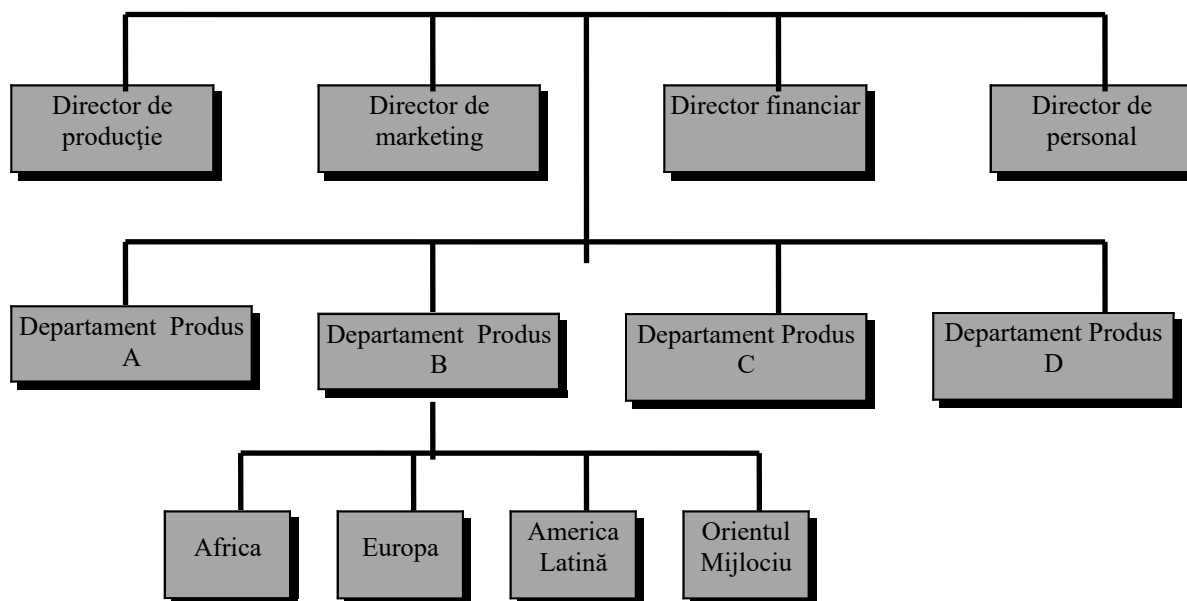 Director de
producţie
Director de
marketing
Director financiar
Director de
personal
Departament Produs
A
Departament Produs
B
Departament Produs
C
Departament Produs
D
Africa
Europa
America
Latină
Orientul
Mijlociu